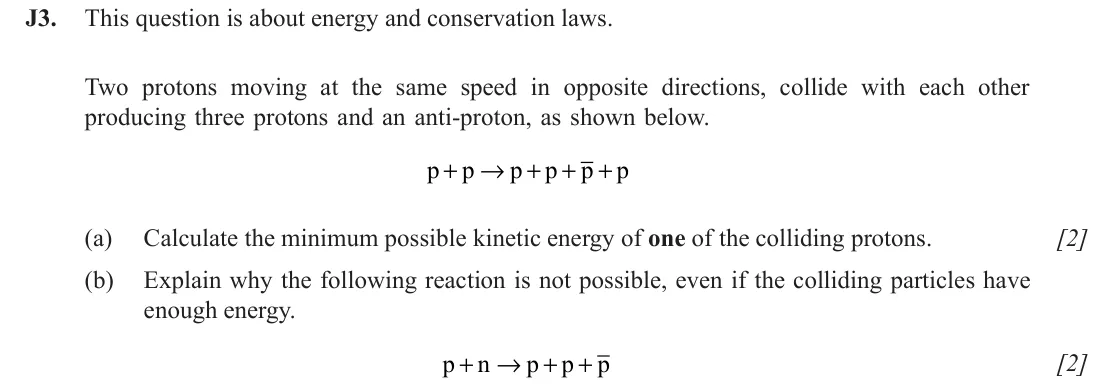 J3. This question is about energy and conservation laws.
Two protons moving at the same speed in opposite directions, collide with each other
producing three protons and an anti-proton, as shown below.
p + p → p + p + p̅ + p
(a) Calculate the minimum possible kinetic energy of one of the colliding protons. [2]
(b) Explain why the following reaction is not possible, even if the colliding particles have
enough energy.
p + n → p + p + p̅ [2]